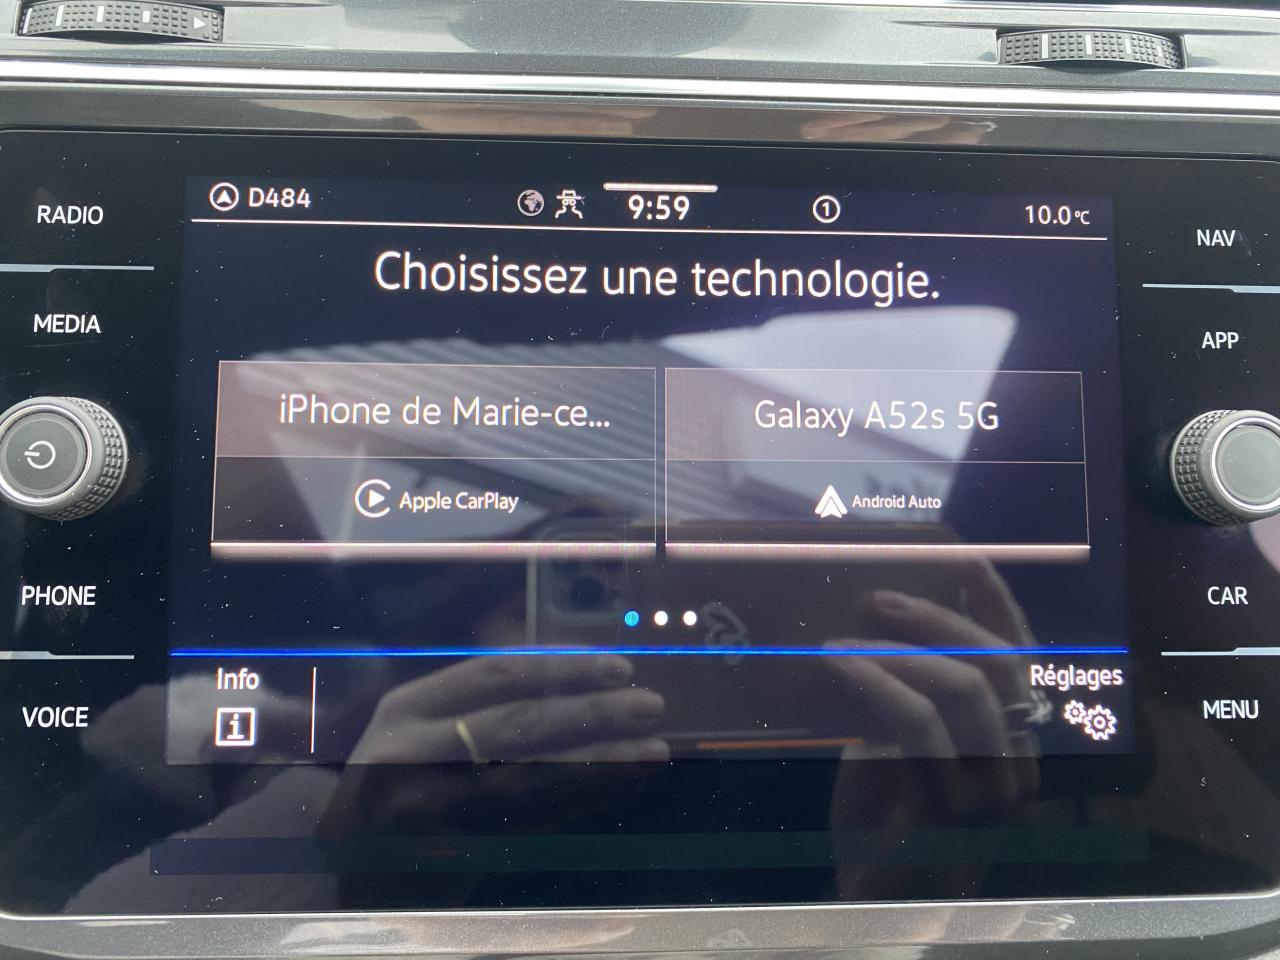 D484
9:59
1
10.0°C
Choisissez une technologie.
iPhone de Marie-ce...
Galaxy A52s 5G
Apple CarPlay
Android Auto
Info
i
Réglages
RADIO
MEDIA
PHONE
VOICE
NAV
APP
CAR
MENU